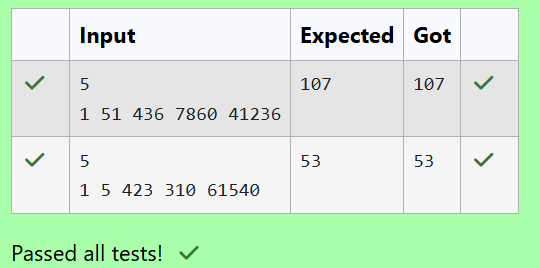 Input Expected Got
5 107 107
1 51 436 7860 41236
5 53 53
1 5 423 310 61540
Passed all tests!